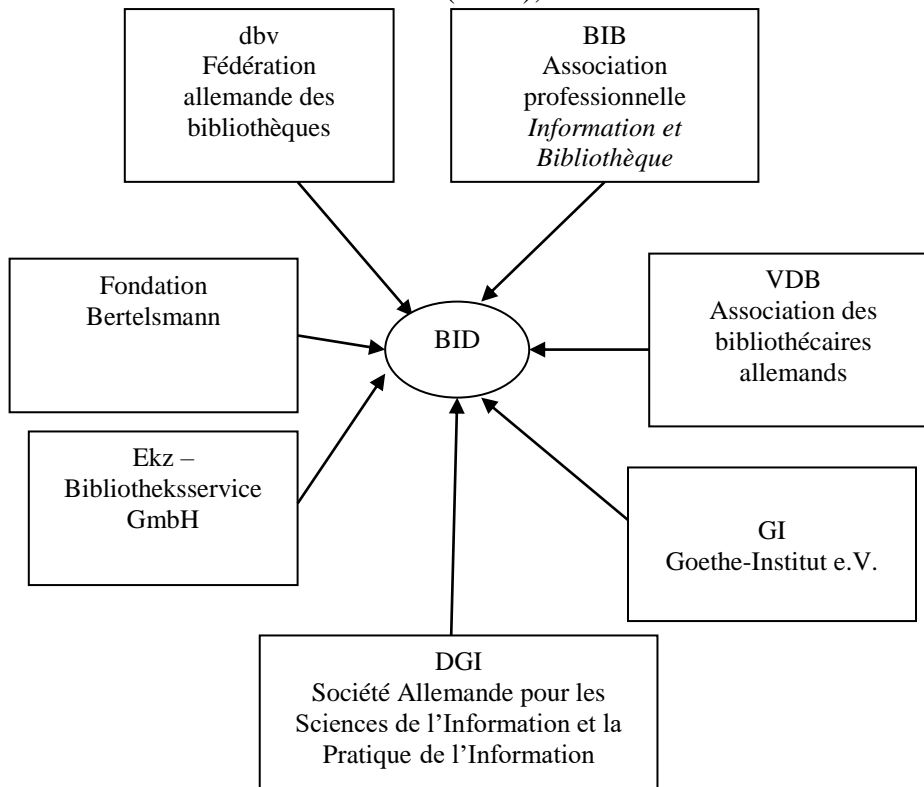 dbv
Fédération
allemande des
bibliothèques
BIB
Association
professionnelle
Information et
Bibliothèque
Fondation
Bertelsmann
BID
VDB
Association des
bibliothécaires
allemands
Ekz –
Bibliotheksservice
GmbH
GI
Goethe-Institut e.V.
DGI
Société Allemande pour les
Sciences de l’Information et la
Pratique de l’Information